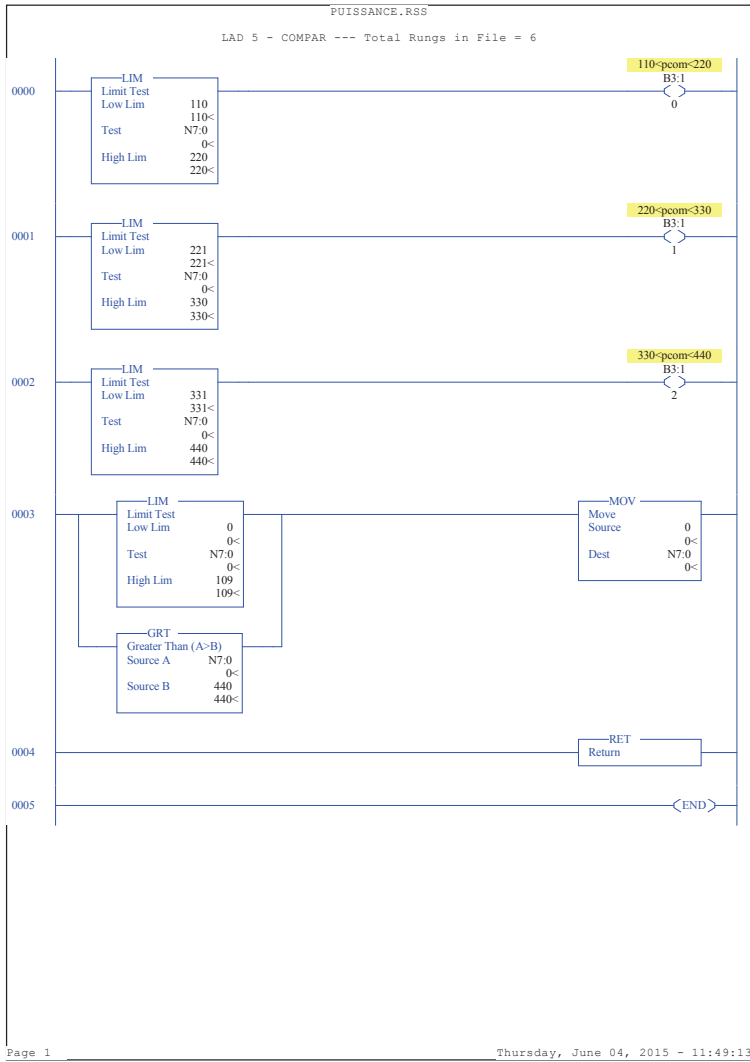 PUISSANCE.RSS
LAD 5 - COMPAR --- Total Rungs in File = 6
0000
LIM
Limit Test
Low Lim 110
110<
Test N7:0
0<
High Lim 220
220<
110<pcom<220
B3:1
0
0001
LIM
Limit Test
Low Lim 221
221<
Test N7:0
0<
High Lim 330
330<
220<pcom<330
B3:1
1
0002
LIM
Limit Test
Low Lim 331
331<
Test N7:0
0<
High Lim 440
440<
330<pcom<440
B3:1
2
0003
LIM
Limit Test
Low Lim 0
0<
Test N7:0
0<
High Lim 109
109<
GRT
Greater Than (A>B)
Source A N7:0
0<
Source B 440
440<
MOV
Move
Source 0
0<
Dest N7:0
0<
0004
RET
Return
0005
END
Page 1
Thursday, June 04, 2015 - 11:49:13